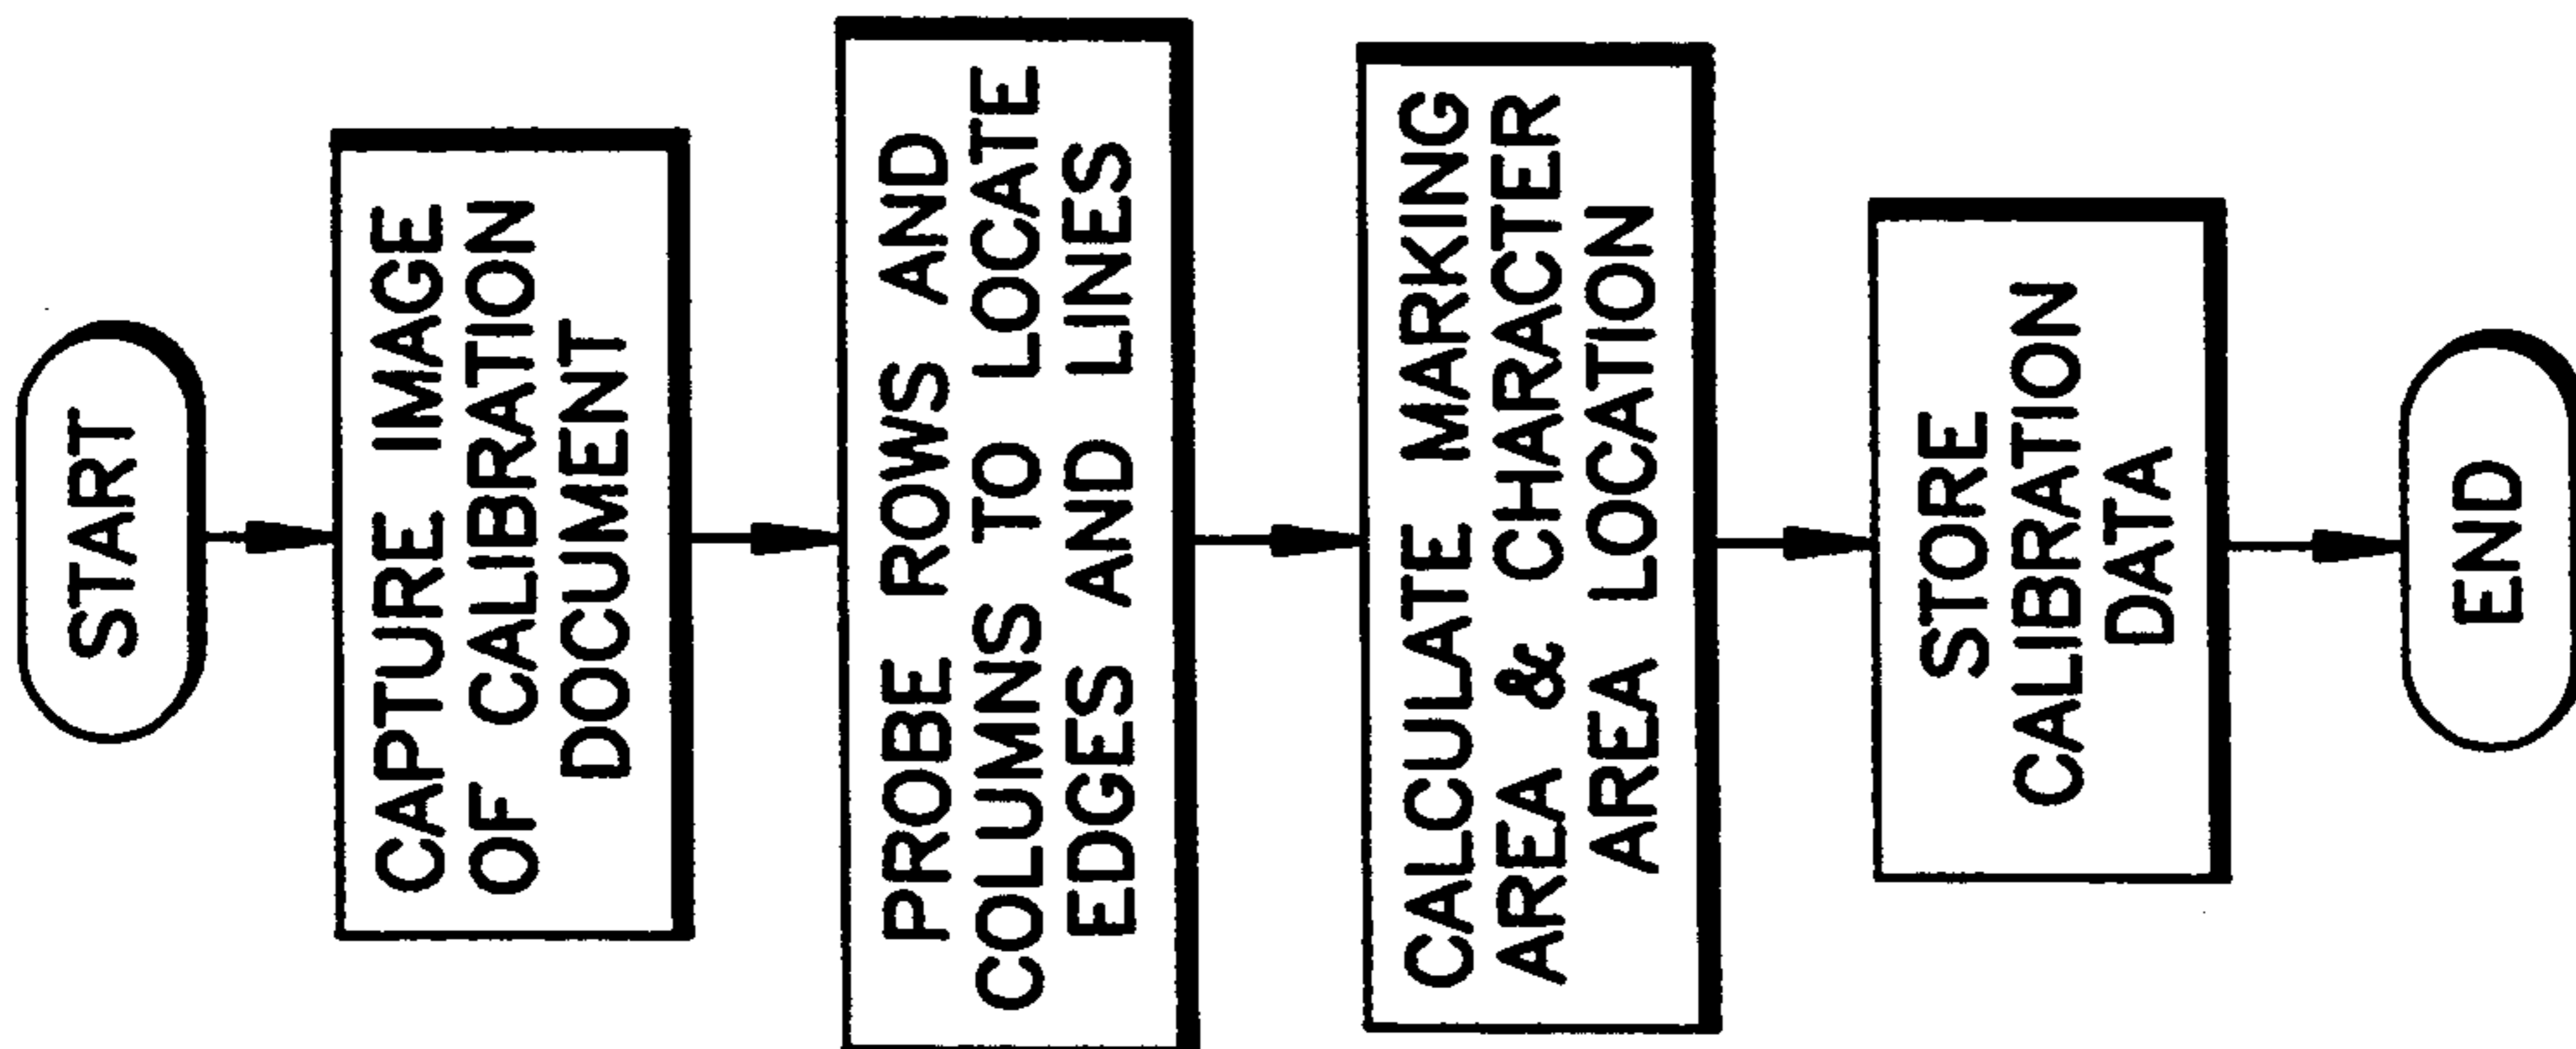 START
CAPTURE IMAGE
OF CALIBRATION
DOCUMENT
PROBE ROWS AND
COLUMNS TO LOCATE
EDGES AND LINES
CALCULATE MARKING
AREA & CHARACTER
AREA LOCATION
STORE
CALIBRATION
DATA
END